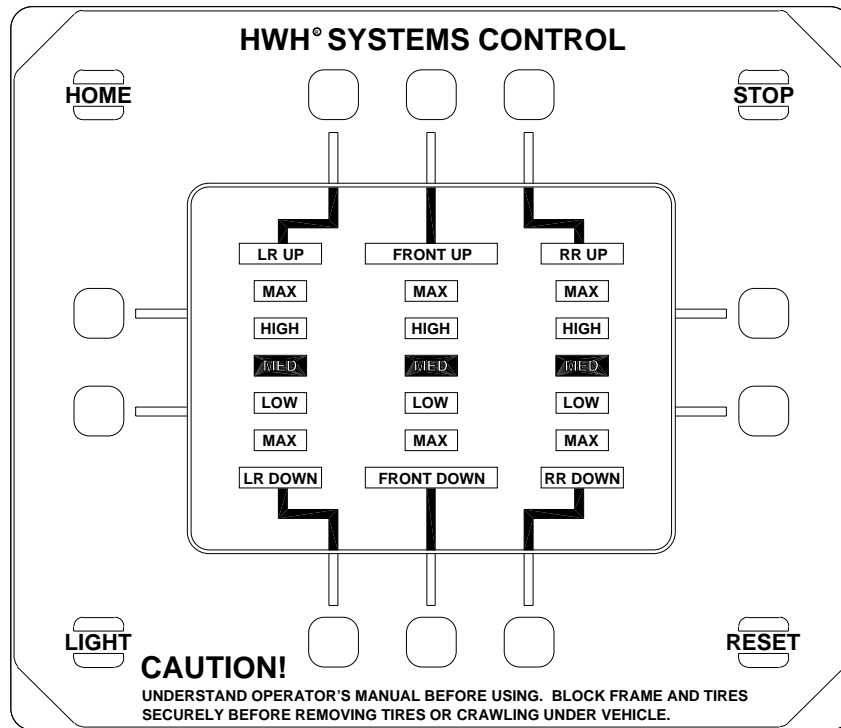 HWH® SYSTEMS CONTROL
HOME
STOP
LR UP FRONT UP RR UP
MAX MAX MAX
HIGH HIGH HIGH
MED MED MED
LOW LOW LOW
MAX MAX MAX
LR DOWN FRONT DOWN RR DOWN
LIGHT
RESET
CAUTION!
UNDERSTAND OPERATOR'S MANUAL BEFORE USING. BLOCK FRAME AND TIRES
SECURELY BEFORE REMOVING TIRES OR CRAWLING UNDER VEHICLE.